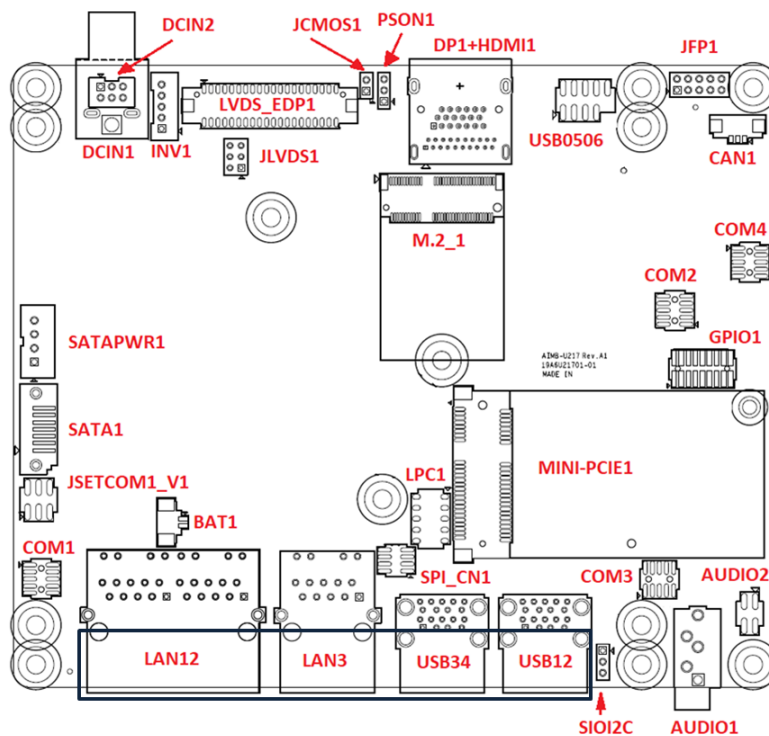 DCIN2
JCMOS1
PSON1
DP1+HDMI1
JFP1
LVDS_EDP1
USB0506
DCIN1
INV1
JLVDS1
CAN1
M.2_1
COM4
COM2
SATAPWR1
GPIO1
AIMB-U217 Rev.A1
19A6U21701-01
MADE IN
SATA1
MINI-PCIE1
LPC1
JSETCOM1_V1
BAT1
COM1
SPI_CN1
COM3
AUDIO2
LAN12
LAN3
USB34
USB12
SIOI2C
AUDIO1